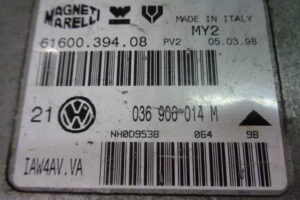 MAGNETI MARELLI
MADE IN ITALY
MY2
61600.394.08 PV2 05.03.98
21 036 906 014 M
NH009538 064 98
IAW4AV.VA